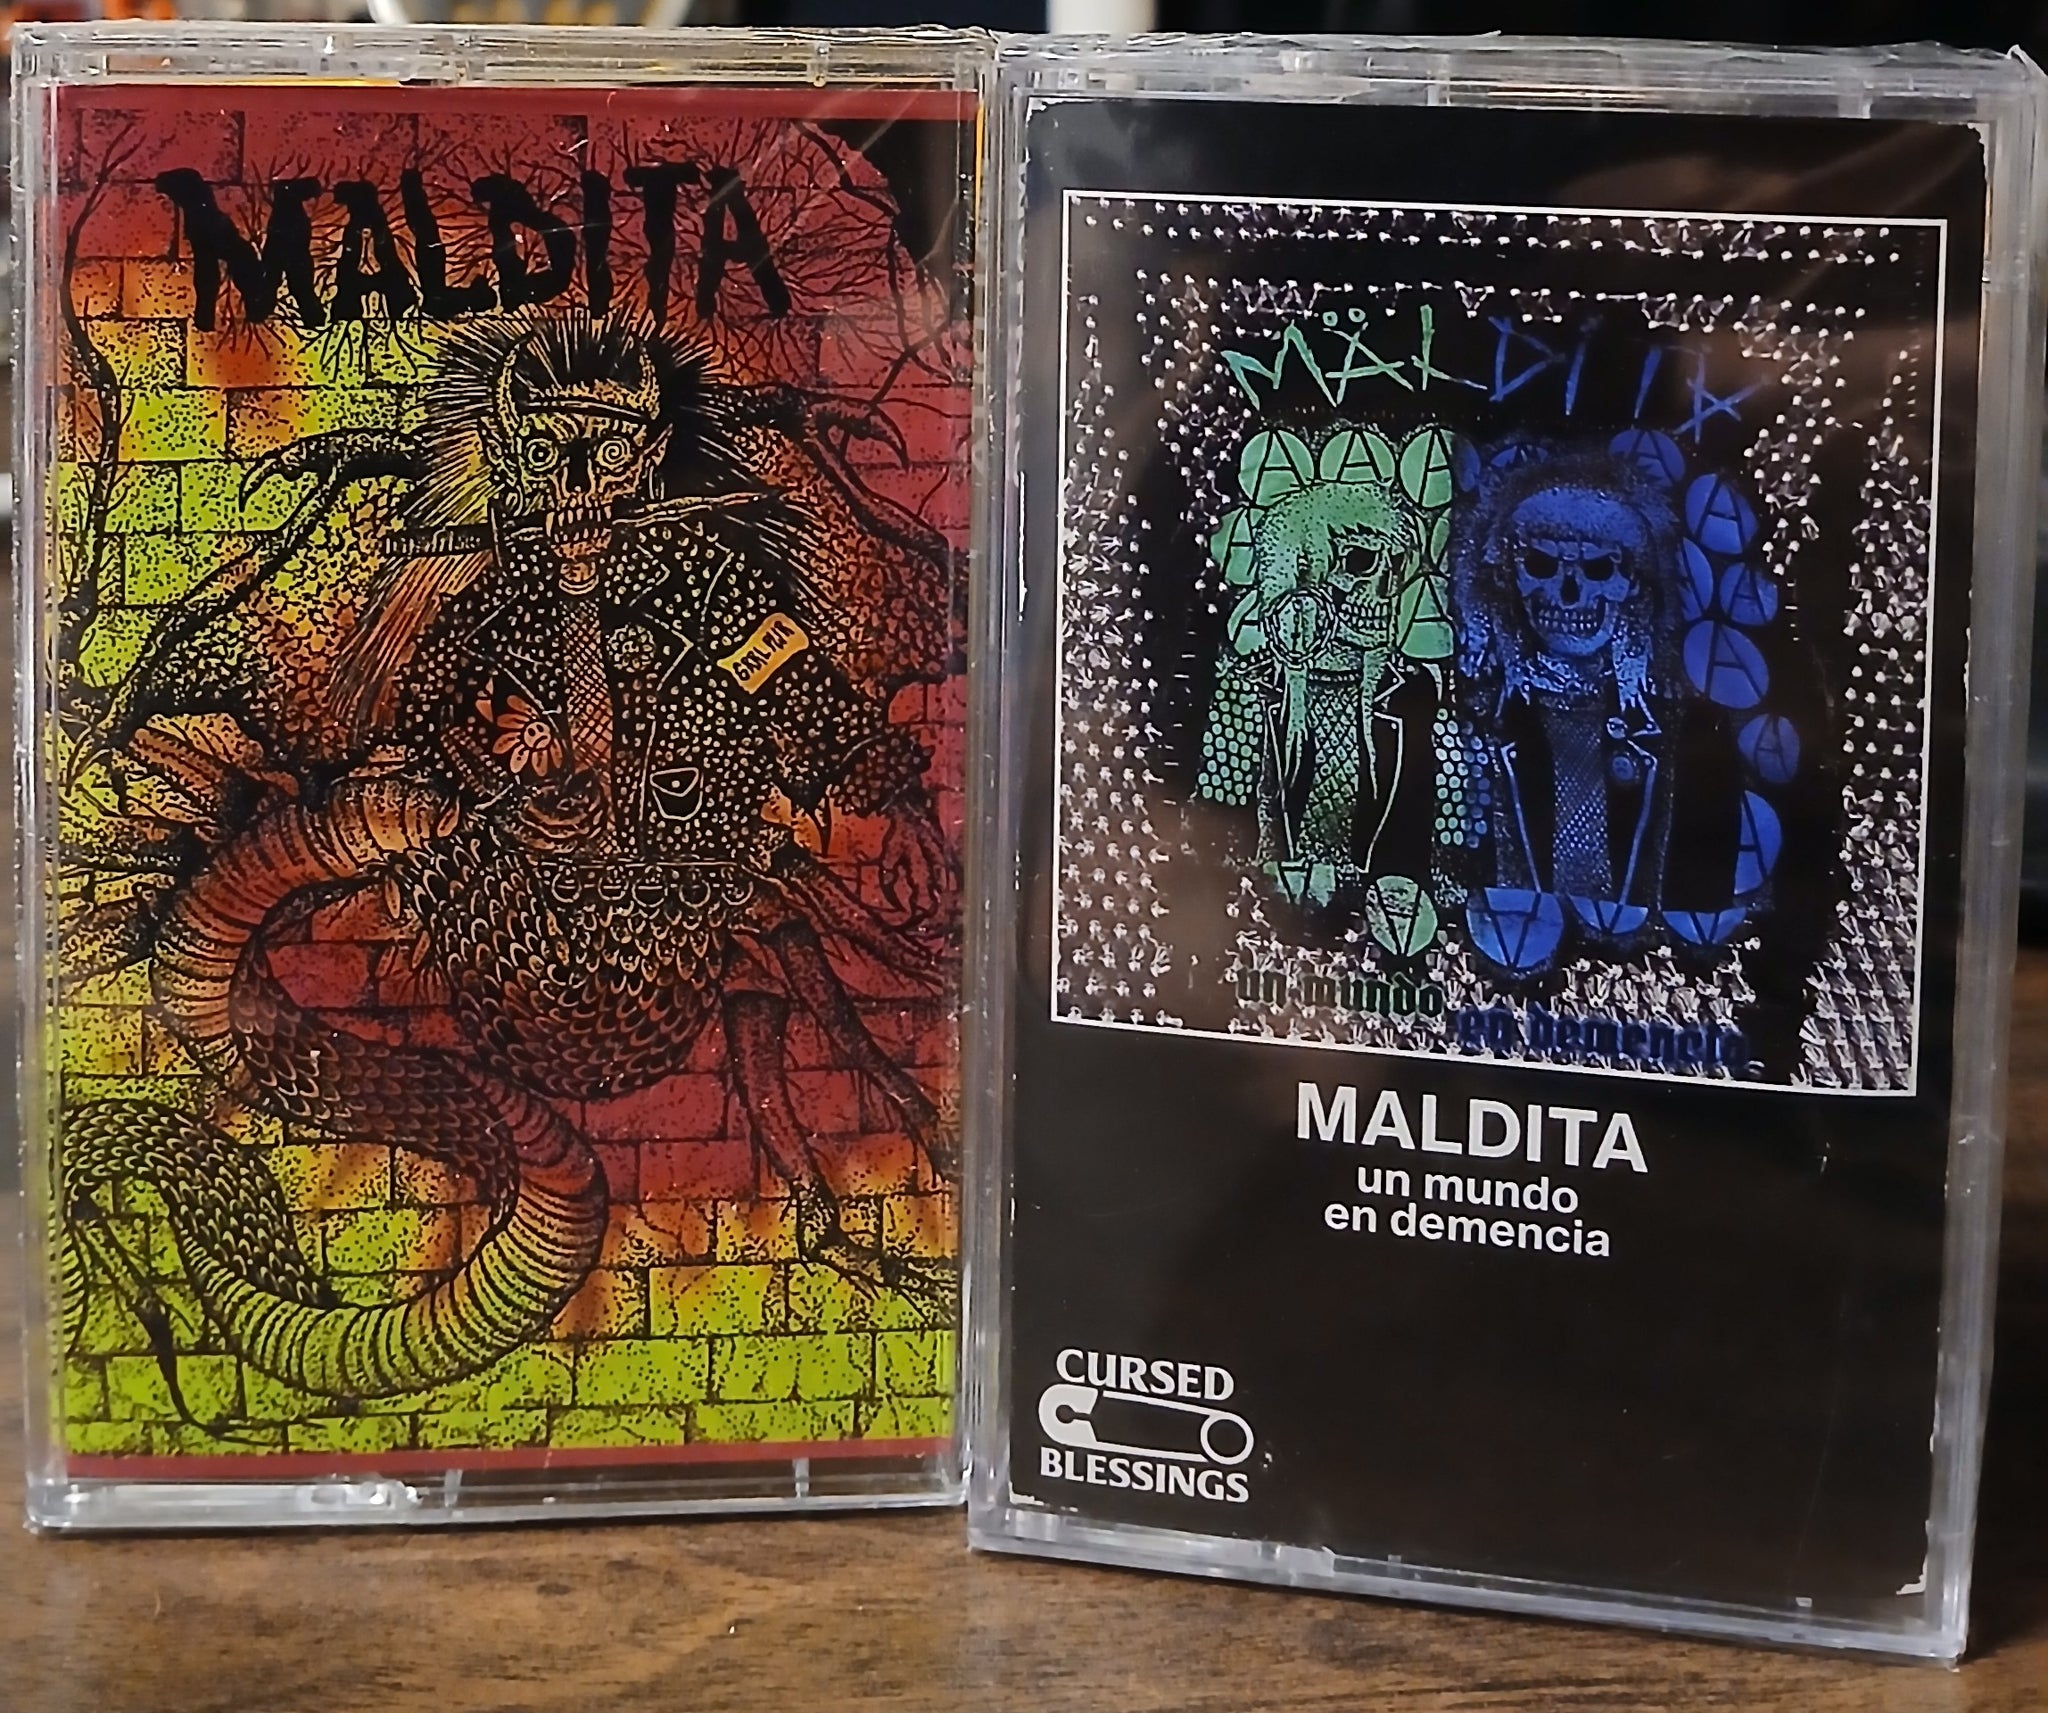 MALDITA
MÄLDITA
un mundo en demencia
MALDITA
un mundo
en demencia
CURSED
BLESSINGS